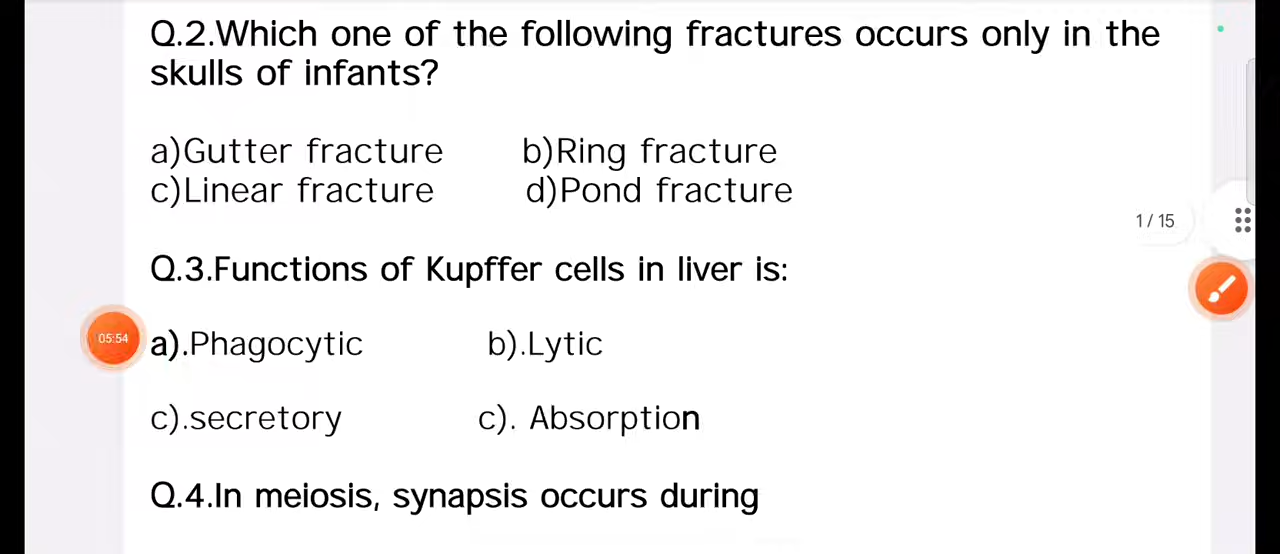 Q.2.Which one of the following fractures occurs only in the
skulls of infants?
a)Gutter fracture b)Ring fracture
c)Linear fracture d)Pond fracture
1 / 15
Q.3.Functions of Kupffer cells in liver is:
05:54
a).Phagocytic b).Lytic
c).secretory c). Absorption
Q.4.In meiosis, synapsis occurs during